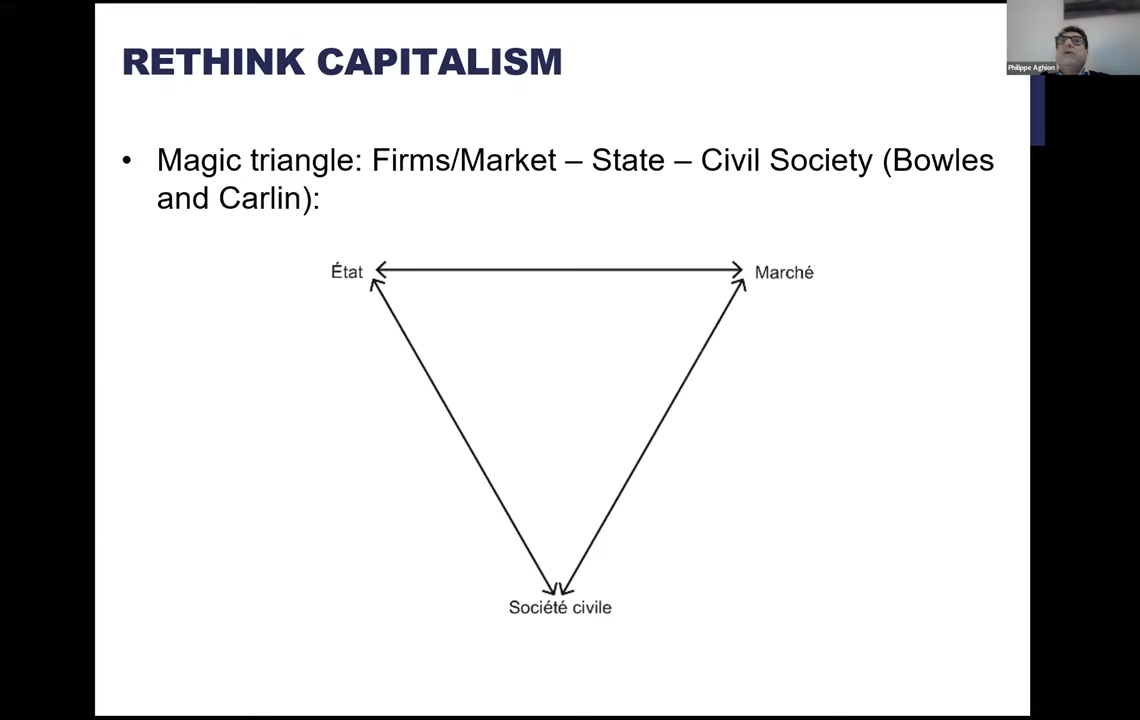 RETHINK CAPITALISM
Philippe Aghion
• Magic triangle: Firms/Market – State – Civil Society (Bowles
and Carlin):
État
Marché
Société civile